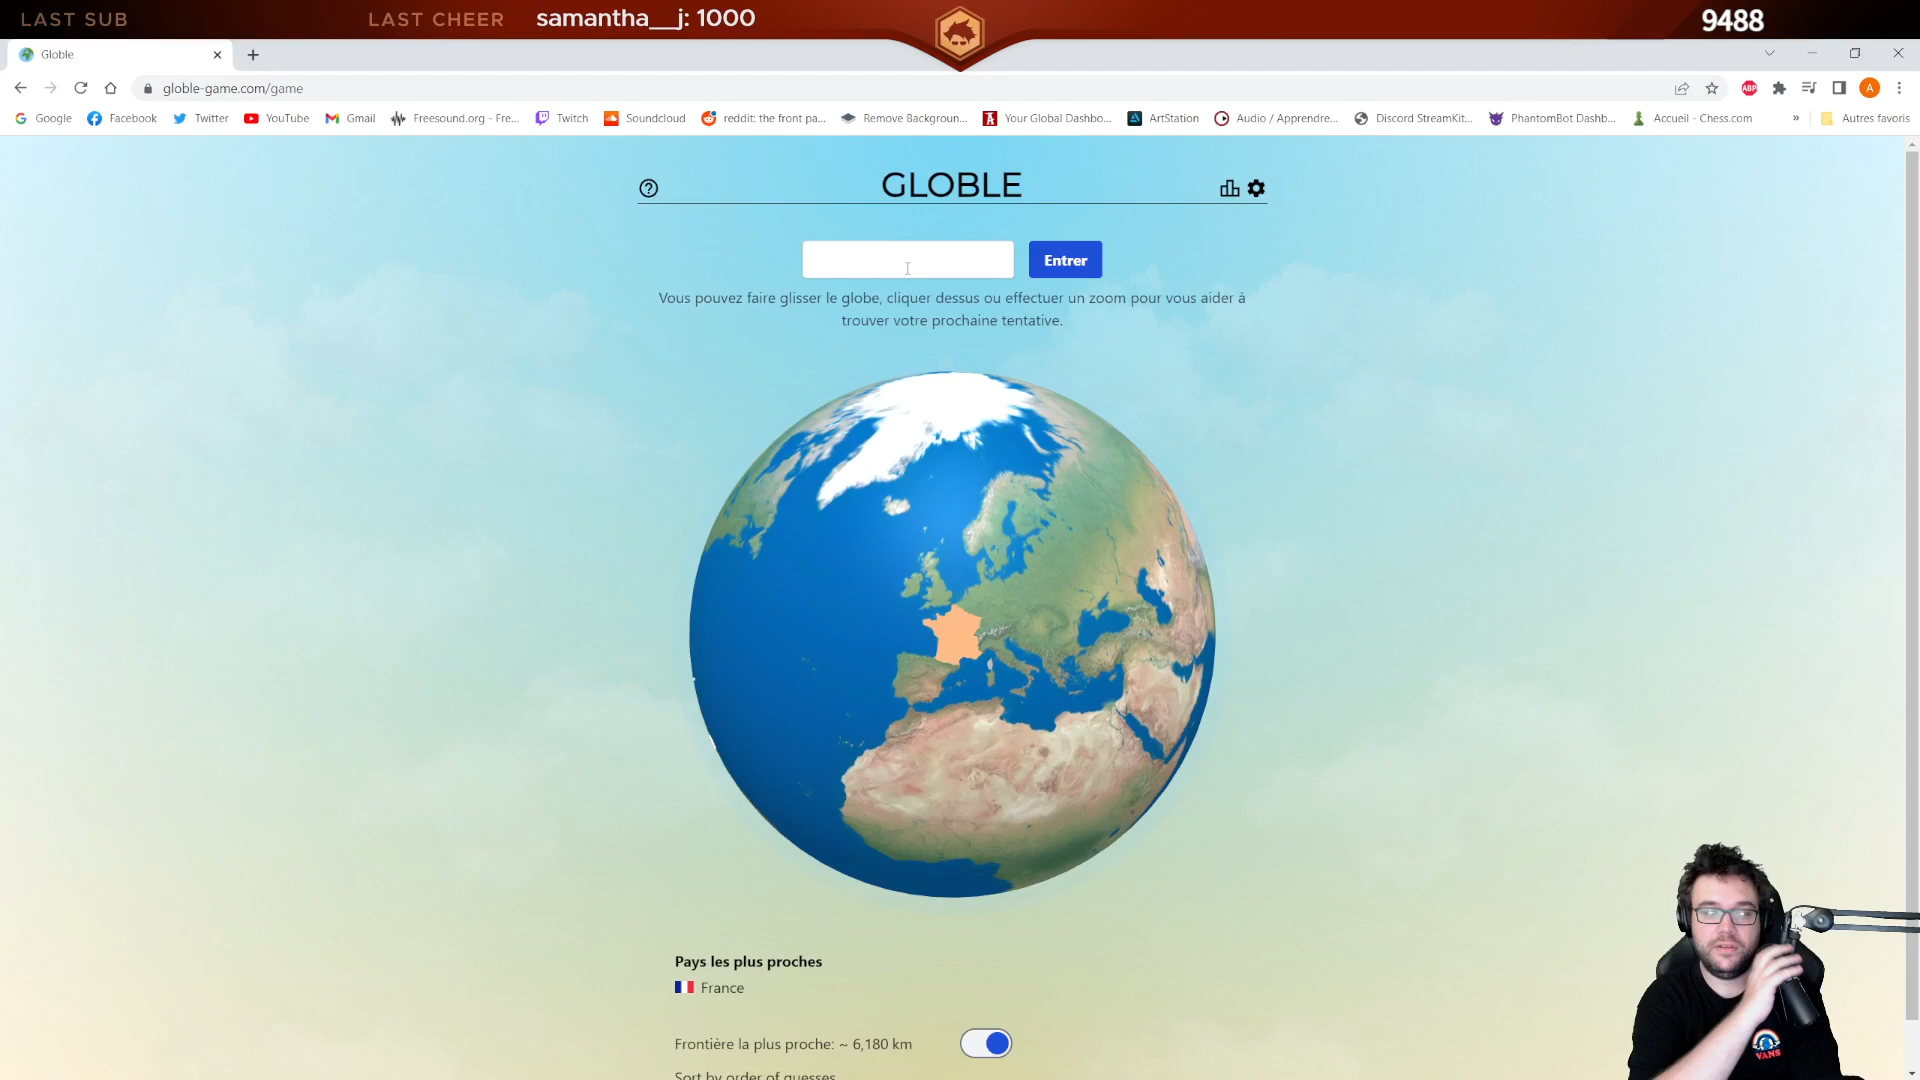 LAST SUB
LAST CHEER
samantha__j: 1000
9488
Globle
globle-game.com/game
ABP
A
Google
Facebook
Twitter
YouTube
Gmail
Freesound.org - Fre...
Twitch
Soundcloud
reddit: the front pa...
Remove Backgroun...
Your Global Dashbo...
ArtStation
Audio / Apprendre...
Discord StreamKit...
PhantomBot Dashb...
Accueil - Chess.com
»
Autres favoris
GLOBLE
Entrer
Vous pouvez faire glisser le globe, cliquer dessus ou effectuer un zoom pour vous aider à
trouver votre prochaine tentative.
Pays les plus proches
France
Frontière la plus proche: ~ 6,180 km
Sort by order of guesses
VANS